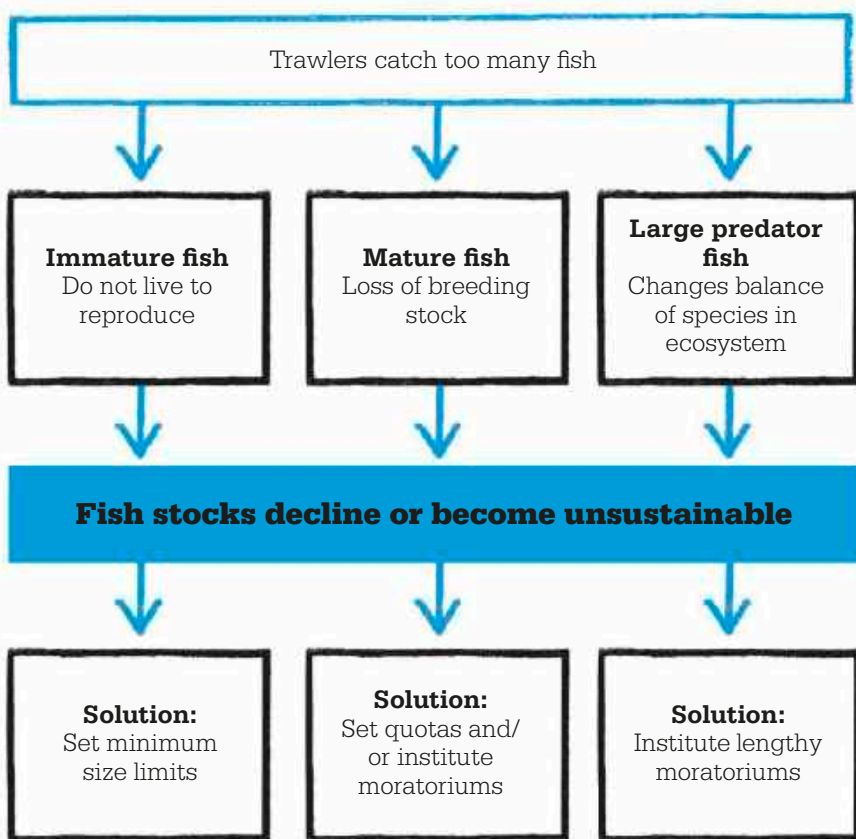 Trawlers catch too many fish
Immature fish
Do not live to
reproduce
Mature fish
Loss of breeding
stock
Large predator
fish
Changes balance
of species in
ecosystem
Fish stocks decline or become unsustainable
Solution:
Set minimum
size limits
Solution:
Set quotas and/
or institute
moratoriums
Solution:
Institute lengthy
moratoriums